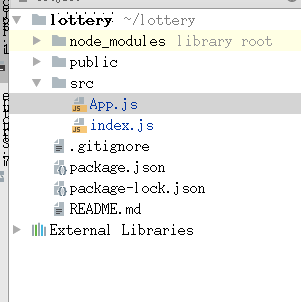 lottery ~/lottery
node_modules library root
public
src
App.js
index.js
.gitignore
package.json
package-lock.json
README.md
External Libraries